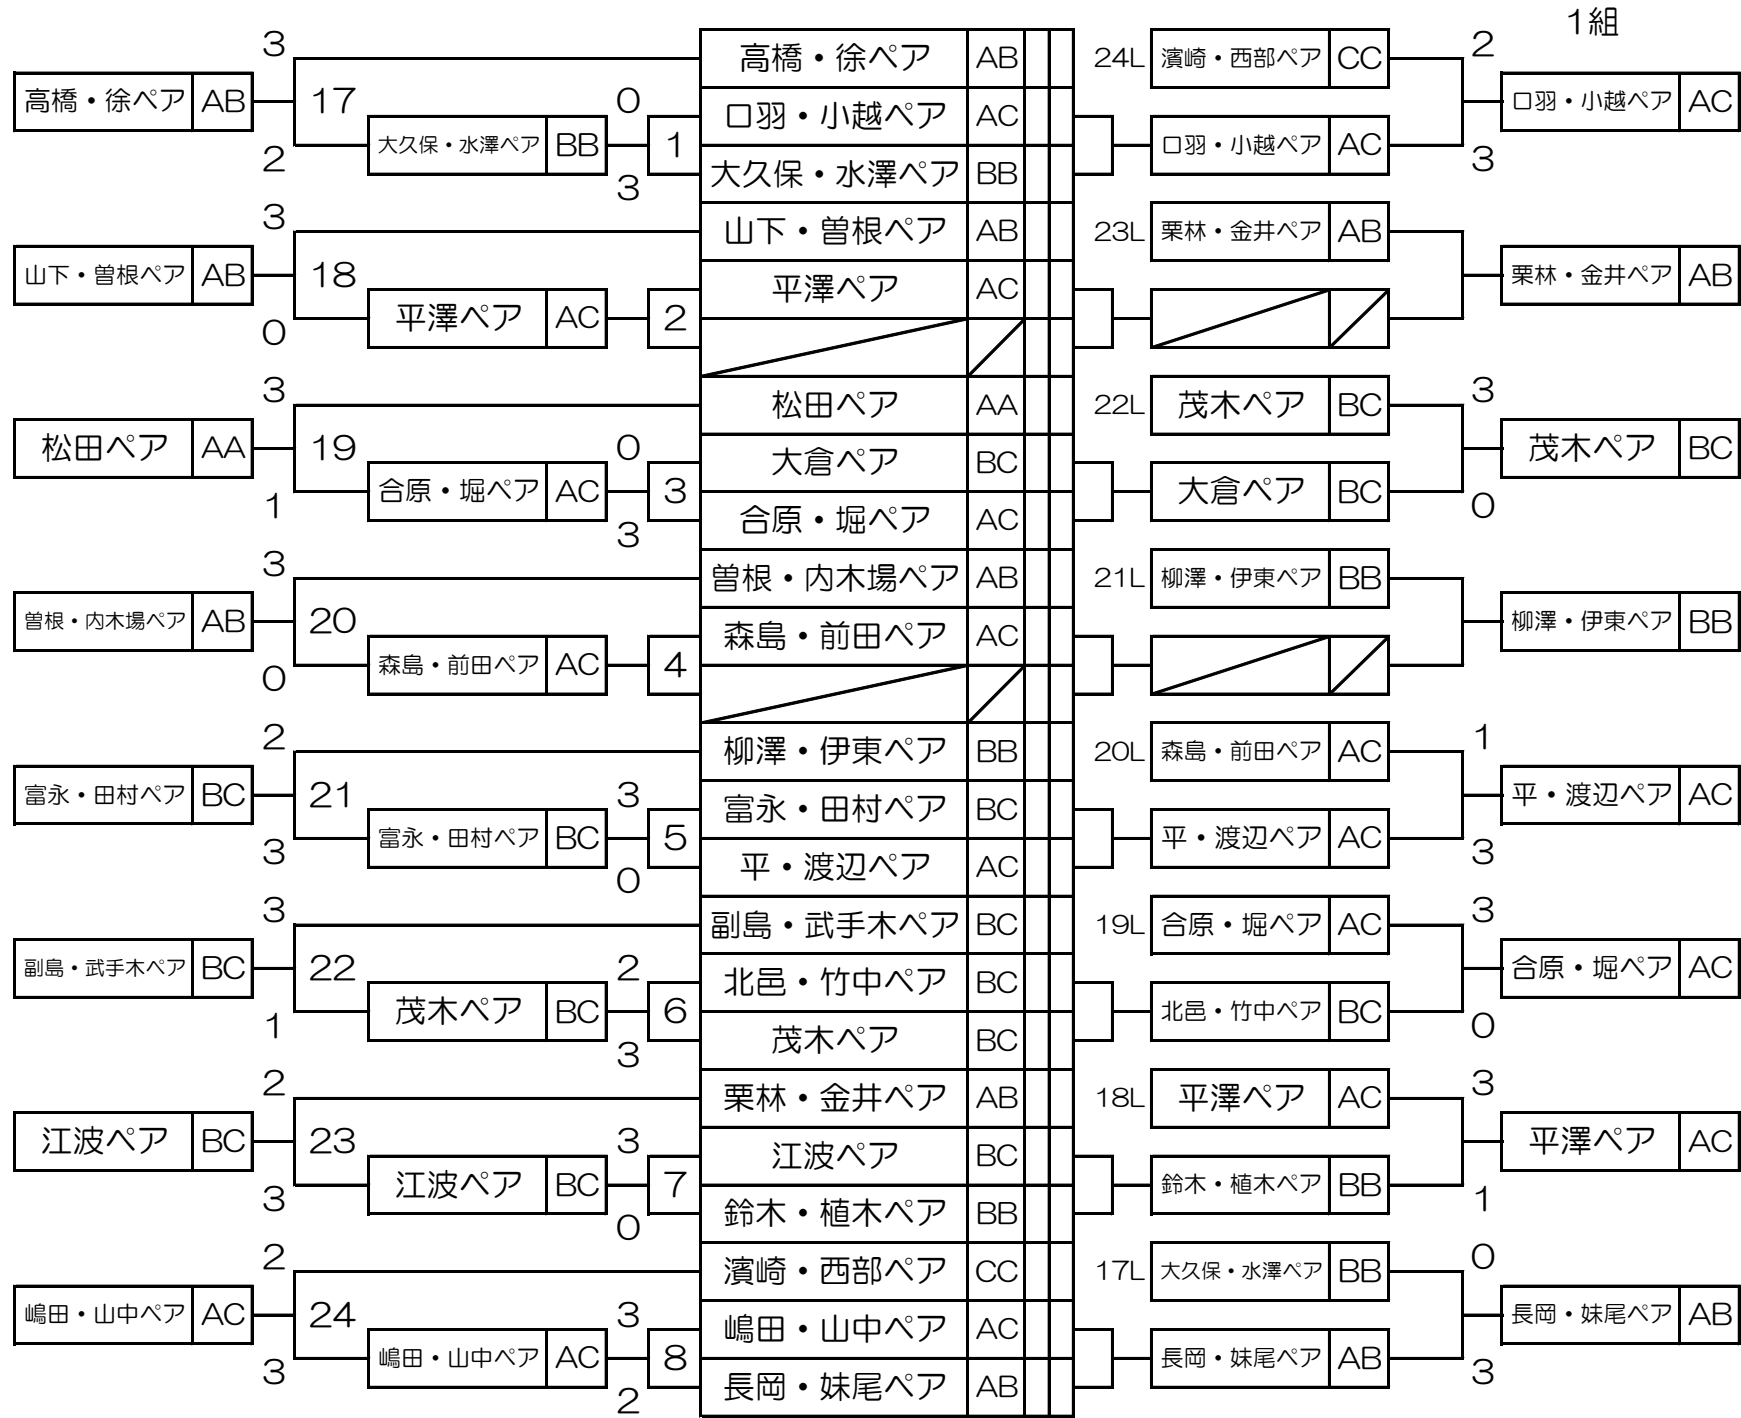 1組
3
高橋・徐ペア AB
24L 濱崎・西部ペア CC
2
高橋・徐ペア AB
17
0
口羽・小越ペア AC
口羽・小越ペア AC
2
大久保・水澤ペア BB
1
口羽・小越ペア AC
3
3
大久保・水澤ペア BB
3
山下・曽根ペア AB
23L 栗林・金井ペア AB
山下・曽根ペア AB
18
平澤ペア AC
栗林・金井ペア AB
0
平澤ペア AC
2
3
松田ペア AA
22L 茂木ペア BC
3
松田ペア AA
19
0
大倉ペア BC
茂木ペア BC
1
合原・堀ペア AC
3
大倉ペア BC
0
3
合原・堀ペア AC
3
曽根・内木場ペア AB
21L 柳澤・伊東ペア BB
曽根・内木場ペア AB
20
森島・前田ペア AC
柳澤・伊東ペア BB
0
森島・前田ペア AC
4
2
柳澤・伊東ペア BB
20L 森島・前田ペア AC
1
富永・田村ペア BC
21
3
富永・田村ペア BC
平・渡辺ペア AC
3
富永・田村ペア BC
5
平・渡辺ペア AC
3
0
平・渡辺ペア AC
3
副島・武手木ペア BC
19L 合原・堀ペア AC
3
副島・武手木ペア BC
22
2
北邑・竹中ペア BC
合原・堀ペア AC
1
茂木ペア BC
6
北邑・竹中ペア BC
0
3
茂木ペア BC
2
栗林・金井ペア AB
18L 平澤ペア AC
3
江波ペア BC
23
3
江波ペア BC
平澤ペア AC
3
江波ペア BC
7
鈴木・植木ペア BB
1
0
鈴木・植木ペア BB
2
濱崎・西部ペア CC
17L 大久保・水澤ペア BB
0
嶋田・山中ペア AC
24
3
嶋田・山中ペア AC
長岡・妹尾ペア AB
3
嶋田・山中ペア AC
8
長岡・妹尾ペア AB
3
2
長岡・妹尾ペア AB